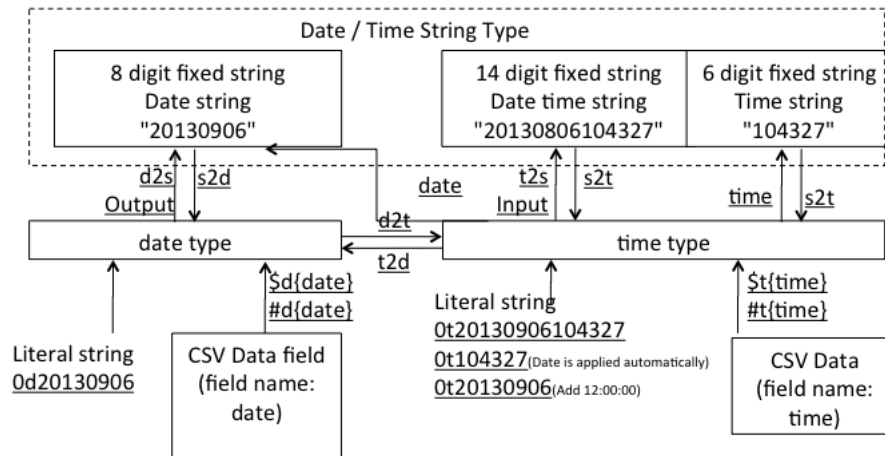 Date / Time String Type
8 digit fixed string
Date string
"20130906"
14 digit fixed string
Date time string
"20130806104327"
6 digit fixed string
Time string
"104327"
d2s
s2d
Output
date
t2s
s2t
Input
time
s2t
date type
d2t
t2d
time type
$d{date}
#d{date}
Literal string
0d20130906
CSV Data field
(field name:
date)
Literal string
0t20130906104327
0t104327(Date is applied automatically)
0t20130906(Add 12:00:00)
$t{time}
#t{time}
CSV Data
(field name:
time)